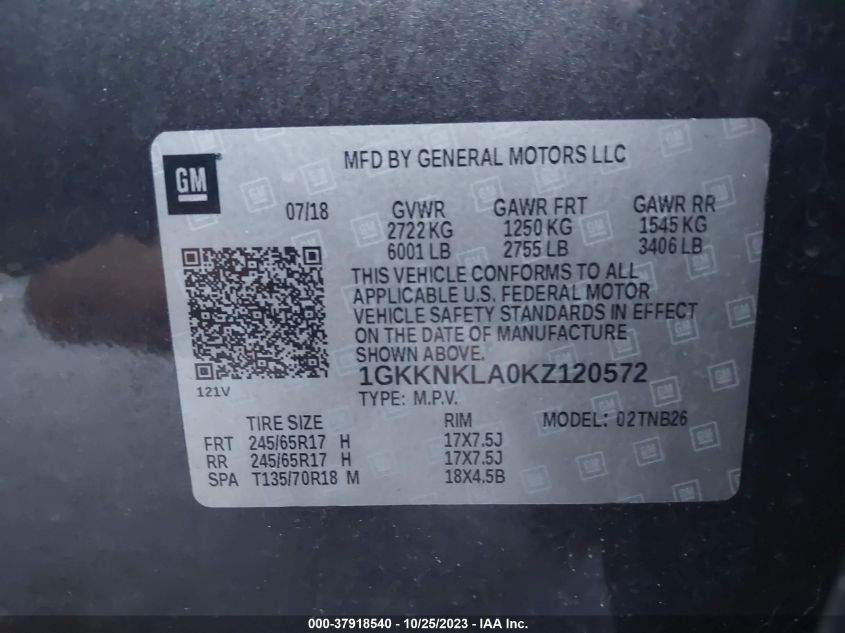 MFD BY GENERAL MOTORS LLC
GM
07/18 GVWR GAWR FRT GAWR RR
2722 KG 1250 KG 1545 KG
6001 LB 2755 LB 3406 LB
THIS VEHICLE CONFORMS TO ALL
APPLICABLE U.S. FEDERAL MOTOR
VEHICLE SAFETY STANDARDS IN EFFECT
ON THE DATE OF MANUFACTURE
SHOWN ABOVE.
1GKKNKLA0KZ120572
121V
TYPE: M.P.V.
TIRE SIZE RIM MODEL: 02TNB26
FRT 245/65R17 H 17X7.5J
RR 245/65R17 H 17X7.5J
SPA T135/70R18 M 18X4.5B
000-37918540 - 10/25/2023 - IAA Inc.